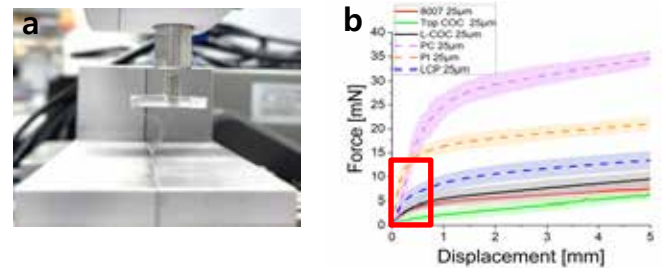 a
b
8007 25µm
Top COC 25µm
L-COC 25µm
PC 25µm
PI 25µm
LCP 25µm
Force [mN]
40
35
30
25
20
15
10
5
0
0 1 2 3 4 5
Displacement [mm]